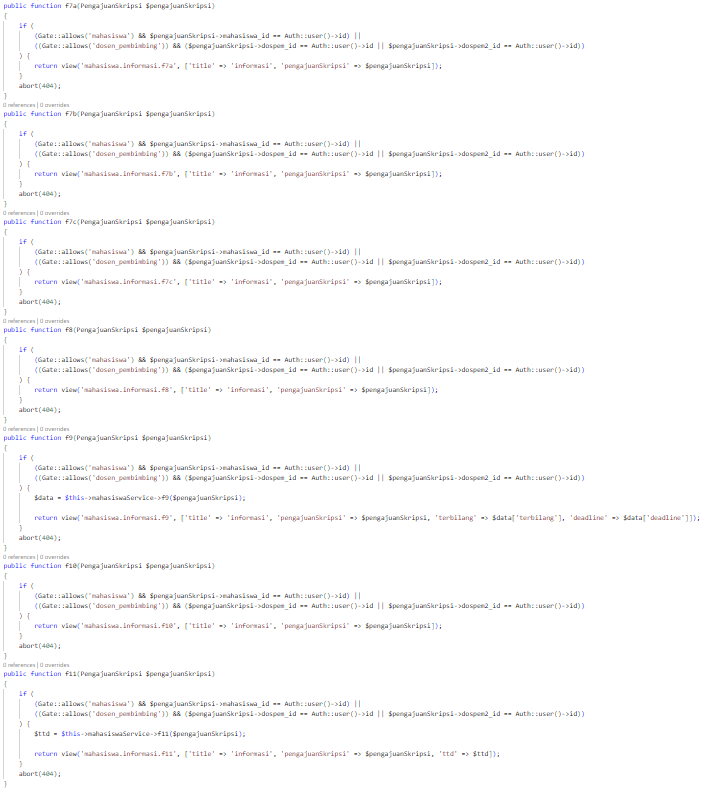 public function f7a(PengajuanSkripsi $pengajuanSkripsi)
{
if (
(Gate::allows('mahasiswa') && $pengajuanSkripsi->mahasiswa_id == Auth::user()->id) ||
((Gate::allows('dosen_pembimbing')) && ($pengajuanSkripsi->dospem_id == Auth::user()->id || $pengajuanSkripsi->dospem2_id == Auth::user()->id))
) {
return view('mahasiswa.informasi.f7a', ['title' => 'informasi', 'pengajuanSkripsi' => $pengajuanSkripsi]);
}
abort(404);
}
0 references | 0 overrides
public function f7b(PengajuanSkripsi $pengajuanSkripsi)
{
if (
(Gate::allows('mahasiswa') && $pengajuanSkripsi->mahasiswa_id == Auth::user()->id) ||
((Gate::allows('dosen_pembimbing')) && ($pengajuanSkripsi->dospem_id == Auth::user()->id || $pengajuanSkripsi->dospem2_id == Auth::user()->id))
) {
return view('mahasiswa.informasi.f7b', ['title' => 'informasi', 'pengajuanSkripsi' => $pengajuanSkripsi]);
}
abort(404);
}
0 references | 0 overrides
public function f7c(PengajuanSkripsi $pengajuanSkripsi)
{
if (
(Gate::allows('mahasiswa') && $pengajuanSkripsi->mahasiswa_id == Auth::user()->id) ||
((Gate::allows('dosen_pembimbing')) && ($pengajuanSkripsi->dospem_id == Auth::user()->id || $pengajuanSkripsi->dospem2_id == Auth::user()->id))
) {
return view('mahasiswa.informasi.f7c', ['title' => 'informasi', 'pengajuanSkripsi' => $pengajuanSkripsi]);
}
abort(404);
}
0 references | 0 overrides
public function f8(PengajuanSkripsi $pengajuanSkripsi)
{
if (
(Gate::allows('mahasiswa') && $pengajuanSkripsi->mahasiswa_id == Auth::user()->id) ||
((Gate::allows('dosen_pembimbing')) && ($pengajuanSkripsi->dospem_id == Auth::user()->id || $pengajuanSkripsi->dospem2_id == Auth::user()->id))
) {
return view('mahasiswa.informasi.f8', ['title' => 'informasi', 'pengajuanSkripsi' => $pengajuanSkripsi]);
}
abort(404);
}
0 references | 0 overrides
public function f9(PengajuanSkripsi $pengajuanSkripsi)
{
if (
(Gate::allows('mahasiswa') && $pengajuanSkripsi->mahasiswa_id == Auth::user()->id) ||
((Gate::allows('dosen_pembimbing')) && ($pengajuanSkripsi->dospem_id == Auth::user()->id || $pengajuanSkripsi->dospem2_id == Auth::user()->id))
) {
$data = $this->mahasiswaService->f9($pengajuanSkripsi);
return view('mahasiswa.informasi.f9', ['title' => 'informasi', 'pengajuanSkripsi' => $pengajuanSkripsi, 'terbilang' => $data['terbilang'], 'deadline' => $data['deadline']]);
}
abort(404);
}
0 references | 0 overrides
public function f10(PengajuanSkripsi $pengajuanSkripsi)
{
if (
(Gate::allows('mahasiswa') && $pengajuanSkripsi->mahasiswa_id == Auth::user()->id) ||
((Gate::allows('dosen_pembimbing')) && ($pengajuanSkripsi->dospem_id == Auth::user()->id || $pengajuanSkripsi->dospem2_id == Auth::user()->id))
) {
return view('mahasiswa.informasi.f10', ['title' => 'informasi', 'pengajuanSkripsi' => $pengajuanSkripsi]);
}
abort(404);
}
0 references | 0 overrides
public function f11(PengajuanSkripsi $pengajuanSkripsi)
{
if (
(Gate::allows('mahasiswa') && $pengajuanSkripsi->mahasiswa_id == Auth::user()->id) ||
((Gate::allows('dosen_pembimbing')) && ($pengajuanSkripsi->dospem_id == Auth::user()->id || $pengajuanSkripsi->dospem2_id == Auth::user()->id))
) {
$ttd = $this->mahasiswaService->f11($pengajuanSkripsi);
return view('mahasiswa.informasi.f11', ['title' => 'informasi', 'pengajuanSkripsi' => $pengajuanSkripsi, 'ttd' => $ttd]);
}
abort(404);
}